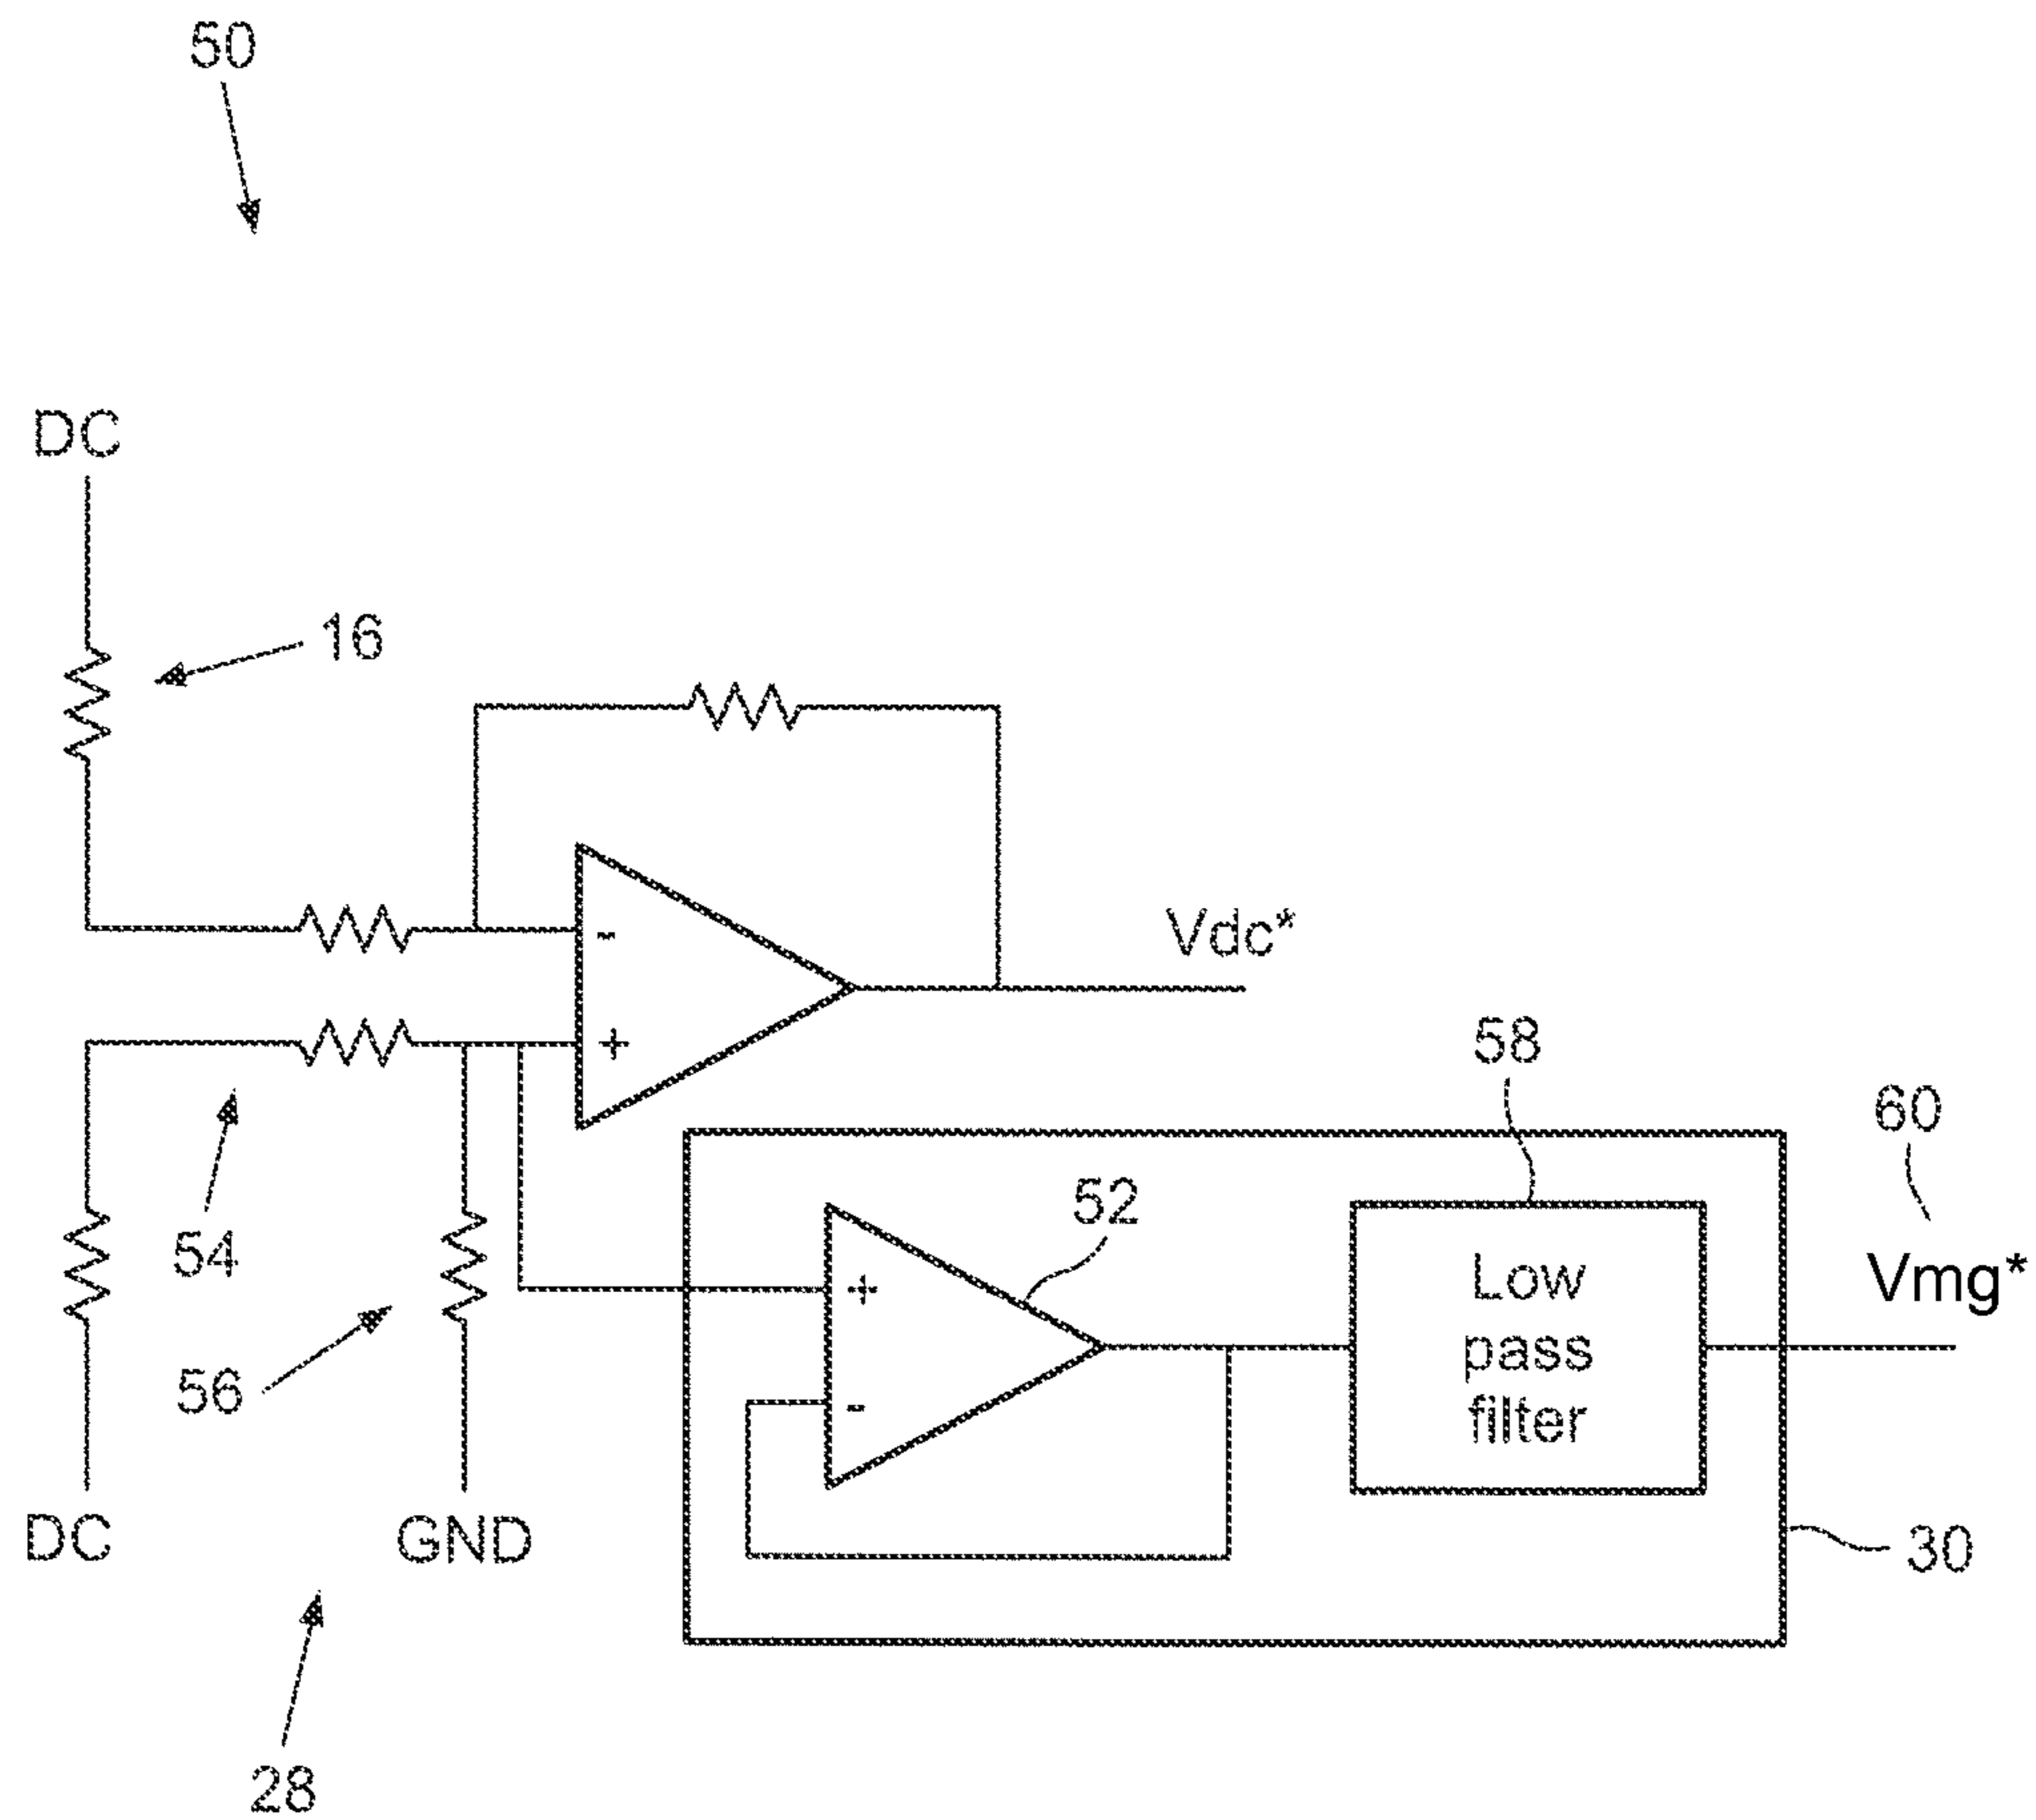 50
DC
16
-
Vdc*
+
58
60
52
54
+
Low
pass
filter
Vmg*
56
-
DC
GND
30
28